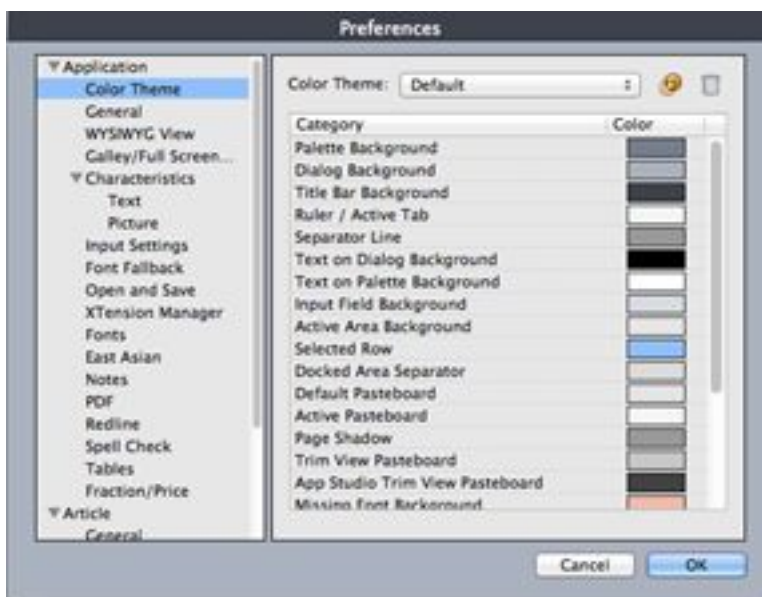 Preferences
Application
Color Theme
General
WYSIWYG View
Galley/Full Screen...
Characteristics
Text
Picture
Input Settings
Font Fallback
Open and Save
XTension Manager
Fonts
East Asian
Notes
PDF
Redline
Spell Check
Tables
Fraction/Price
Article
General
Color Theme: Default
Category Color
Palette Background
Dialog Background
Title Bar Background
Ruler / Active Tab
Separator Line
Text on Dialog Background
Text on Palette Background
Input Field Background
Active Area Background
Selected Row
Docked Area Separator
Default Pasteboard
Active Pasteboard
Page Shadow
Trim View Pasteboard
App Studio Trim View Pasteboard
Missing Font Background
Cancel OK